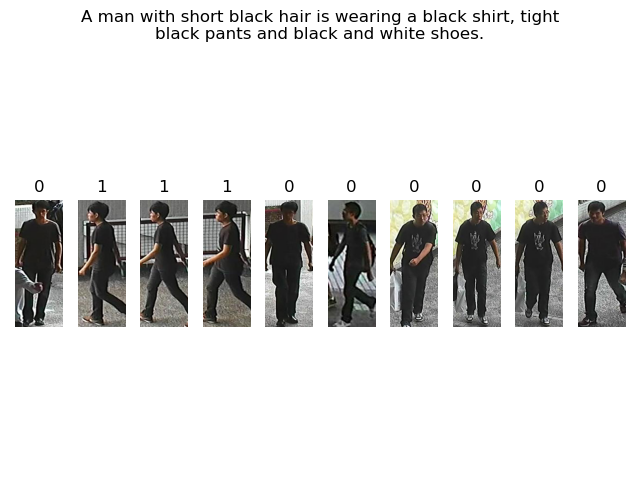 A man with short black hair is wearing a black shirt, tight
black pants and black and white shoes.
0 1 1 1 0 0 0 0 0 0